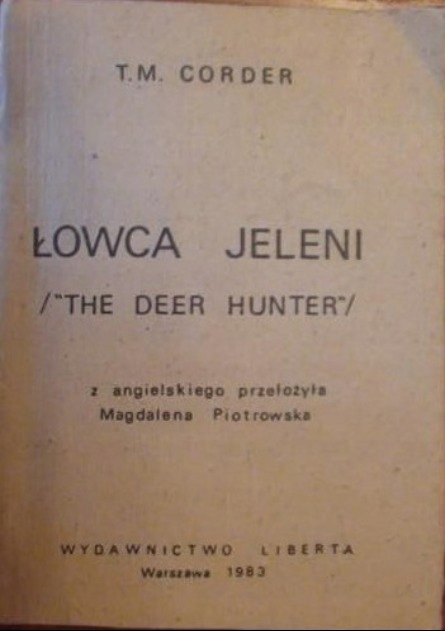 T.M. CORDER
ŁOWCA JELENI
/"THE DEER HUNTER"/
z angielskiego przełożyła
Magdalena Piotrowska
WYDAWNICTWO LIBERTA
Warszawa 1983